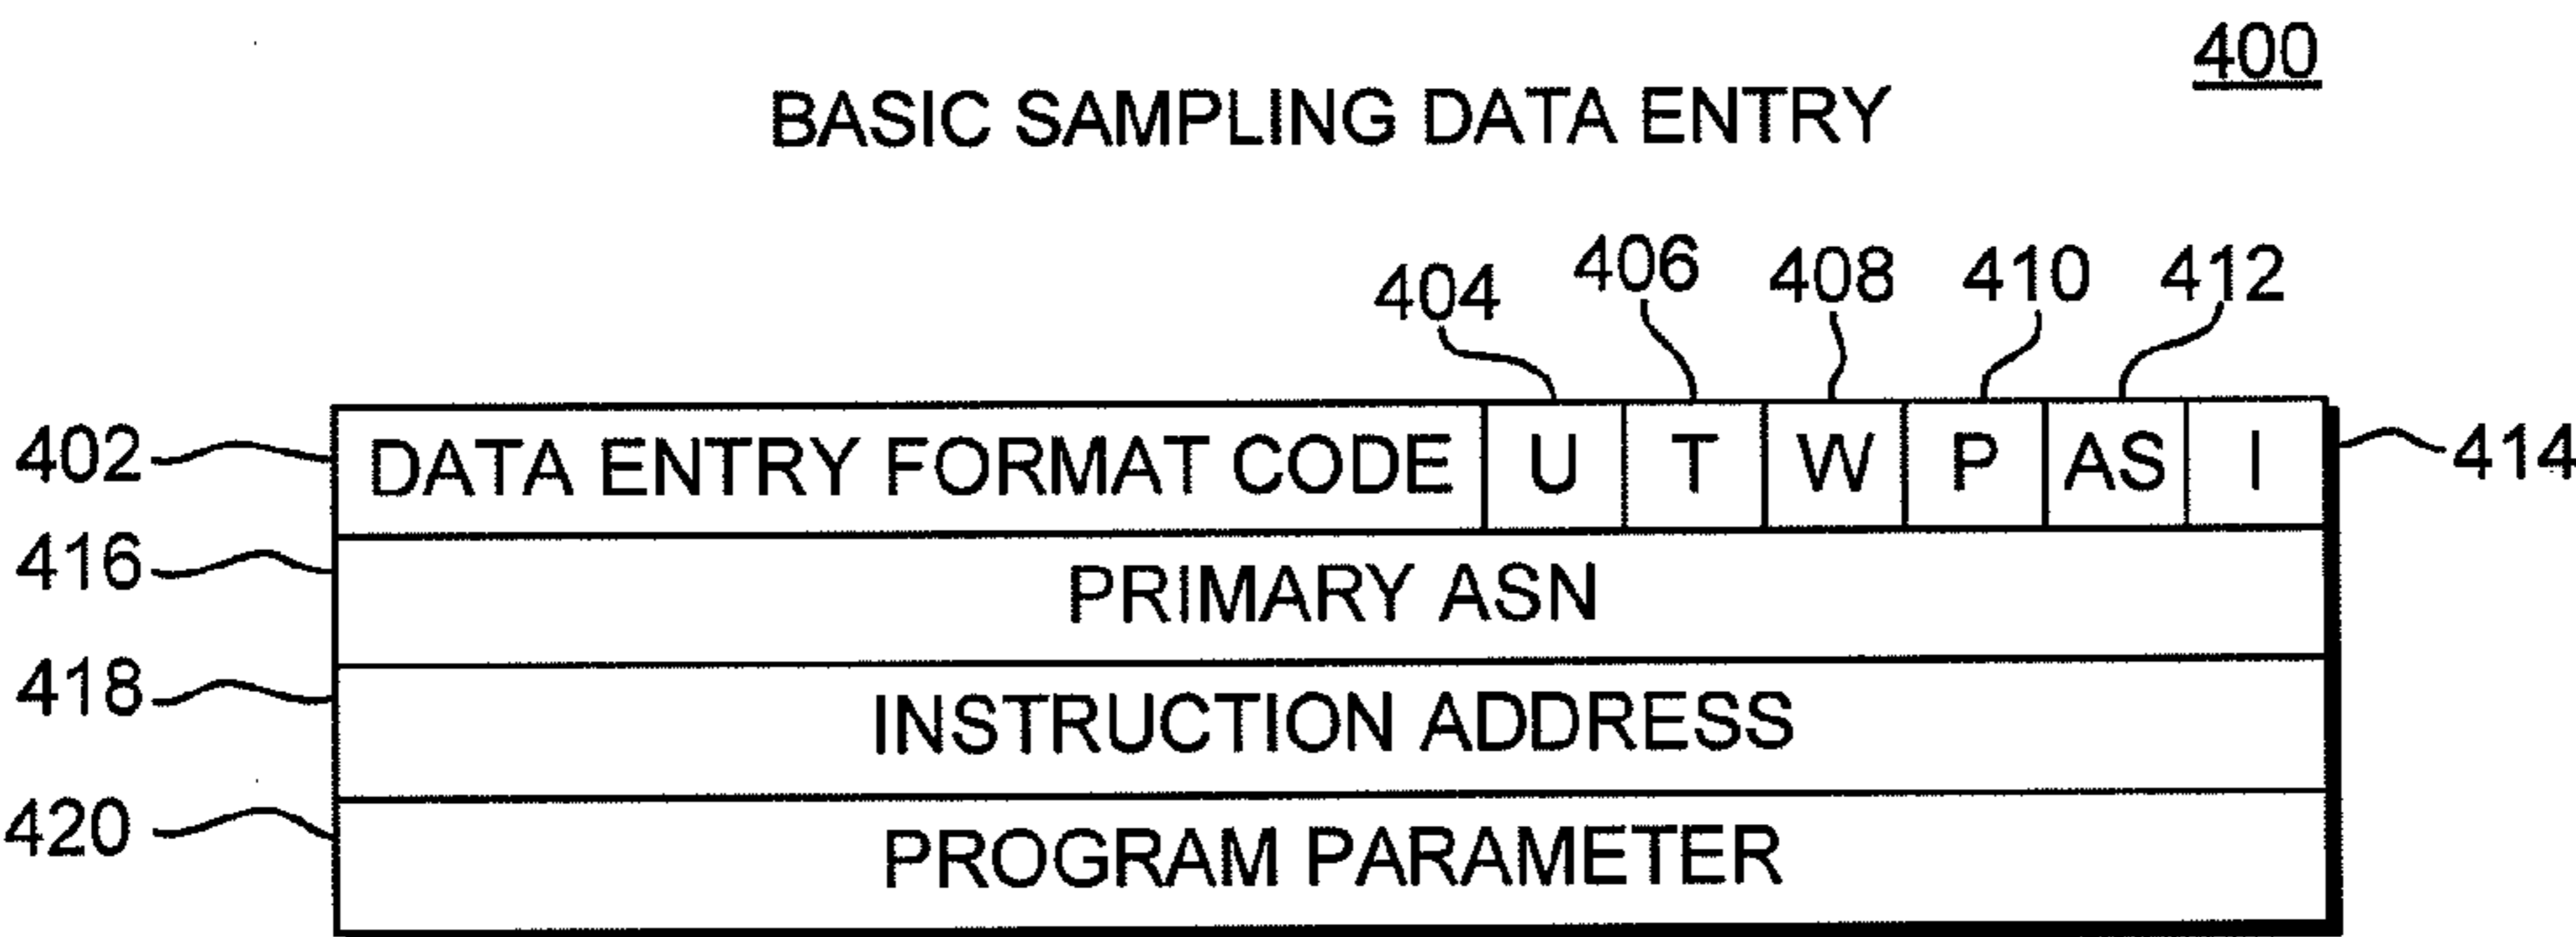 400
BASIC SAMPLING DATA ENTRY
404 406 408 410 412
402 DATA ENTRY FORMAT CODE U T W P AS I 414
416 PRIMARY ASN
418 INSTRUCTION ADDRESS
420 PROGRAM PARAMETER